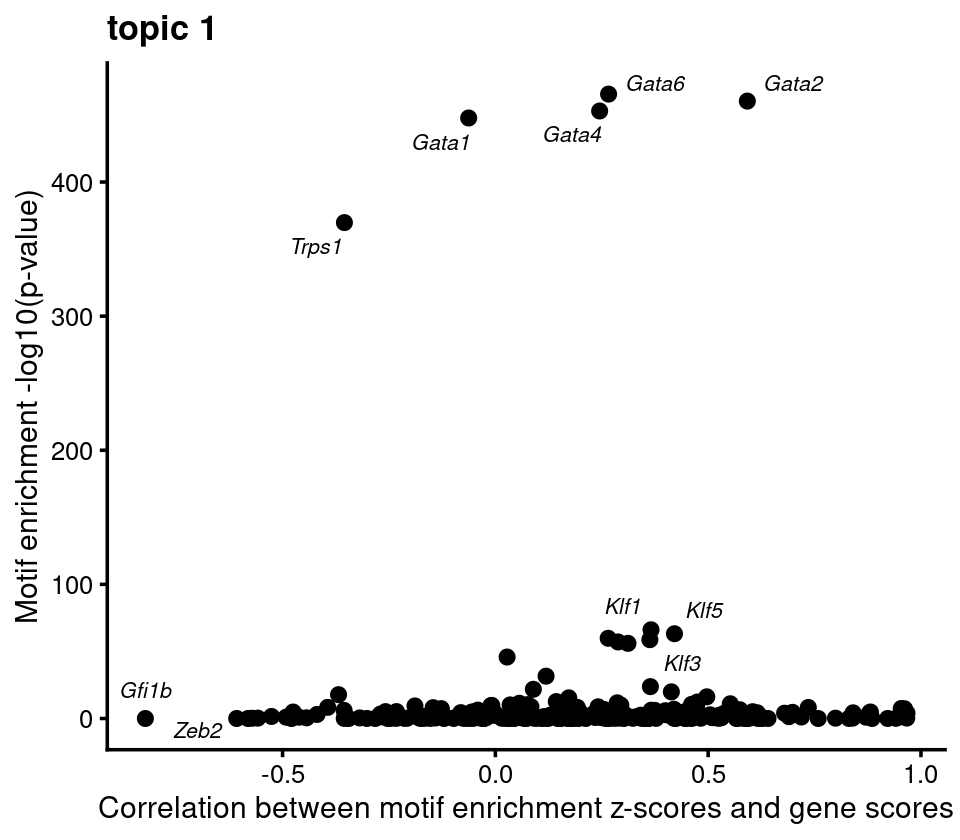 topic 1
Motif enrichment -log10(p-value)
400
300
200
100
0
Gata6
Gata2
Gata4
Gata1
Trps1
Klf1
Klf5
Klf3
Gfi1b
Zeb2
-0.5
0.0
0.5
1.0
Correlation between motif enrichment z-scores and gene scores